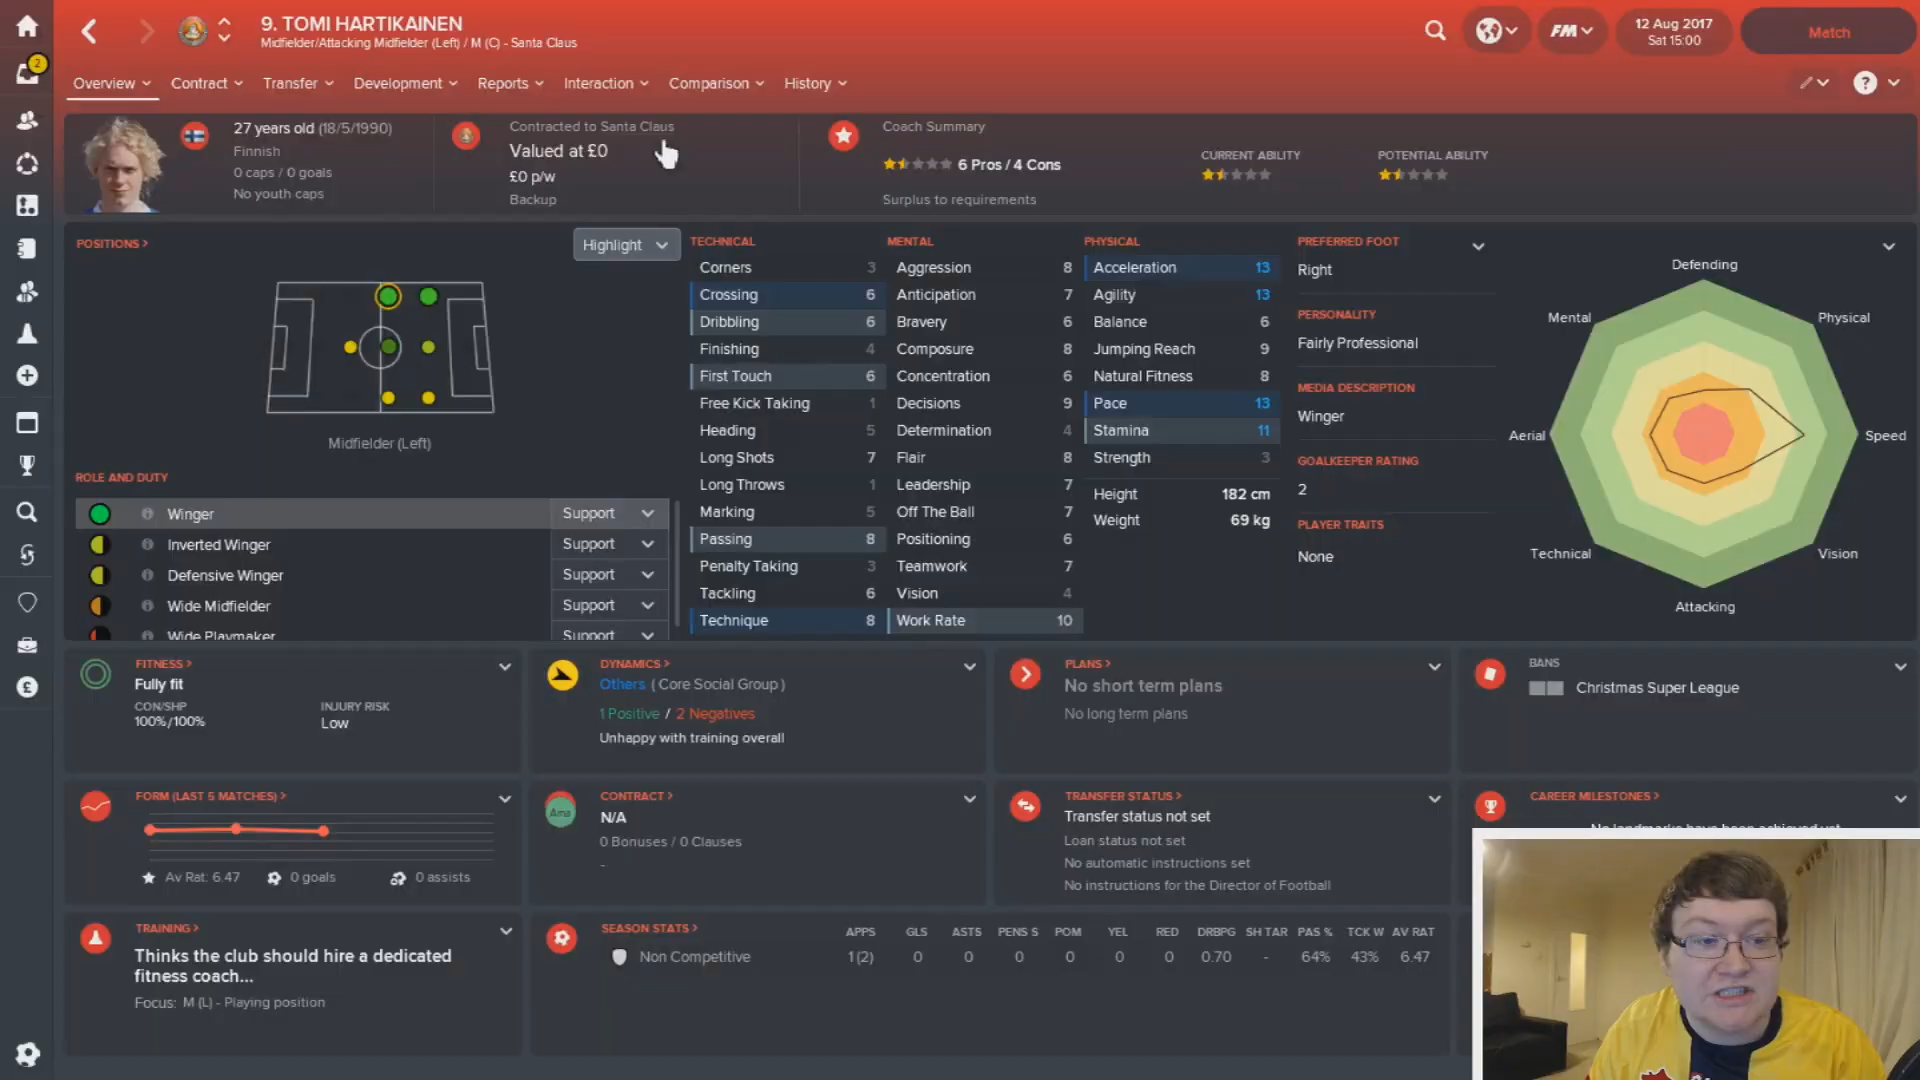 2
9. TOMI HARTIKAINEN
Midfielder/Attacking Midfielder (Left) / M (C) - Santa Claus
FM
12 Aug 2017
Sat 15:00
Match
Overview Contract Transfer Development Reports Interaction Comparison History
?
27 years old (18/5/1990)
Finnish
0 caps / 0 goals
No youth caps
Contracted to Santa Claus
Valued at £0
£0 p/w
Backup
Coach Summary
6 Pros / 4 Cons
Surplus to requirements
CURRENT ABILITY
POTENTIAL ABILITY
POSITIONS >
Highlight
Midfielder (Left)
ROLE AND DUTY
Winger Support
Inverted Winger Support
Defensive Winger Support
Wide Midfielder Support
Wide Playmaker Support
TECHNICAL
Corners 3
Crossing 6
Dribbling 6
Finishing 4
First Touch 6
Free Kick Taking 1
Heading 5
Long Shots 7
Long Throws 1
Marking 5
Passing 8
Penalty Taking 3
Tackling 6
Technique 8
MENTAL
Aggression 8
Anticipation 7
Bravery 6
Composure 8
Concentration 6
Decisions 9
Determination 4
Flair 8
Leadership 7
Off The Ball 7
Positioning 6
Teamwork 7
Vision 4
Work Rate 10
PHYSICAL
Acceleration 13
Agility 13
Balance 6
Jumping Reach 9
Natural Fitness 8
Pace 13
Stamina 11
Strength 3
Height 182 cm
Weight 69 kg
PREFERRED FOOT
Right
PERSONALITY
Fairly Professional
MEDIA DESCRIPTION
Winger
GOALKEEPER RATING
2
PLAYER TRAITS
None
Defending
Physical
Speed
Vision
Attacking
Technical
Aerial
Mental
FITNESS >
Fully fit
CON/SHP
100%/100%
INJURY RISK
Low
DYNAMICS >
Others ( Core Social Group )
1 Positive / 2 Negatives
Unhappy with training overall
PLANS >
No short term plans
No long term plans
BANS
Christmas Super League
FORM (LAST 5 MATCHES) >
Av Rat: 6.47 0 goals 0 assists
CONTRACT >
Ama
N/A
0 Bonuses / 0 Clauses
-
TRANSFER STATUS >
Transfer status not set
Loan status not set
No automatic instructions set
No instructions for the Director of Football
CAREER MILESTONES >
TRAINING >
Thinks the club should hire a dedicated
fitness coach...
Focus: M (L) - Playing position
SEASON STATS > APPS GLS ASTS PENS S POM YEL RED DRBPG SH TAR PAS % TCK W AV RAT
Non Competitive 1 (2) 0 0 0 0 0 0 0.70 - 64% 43% 6.47